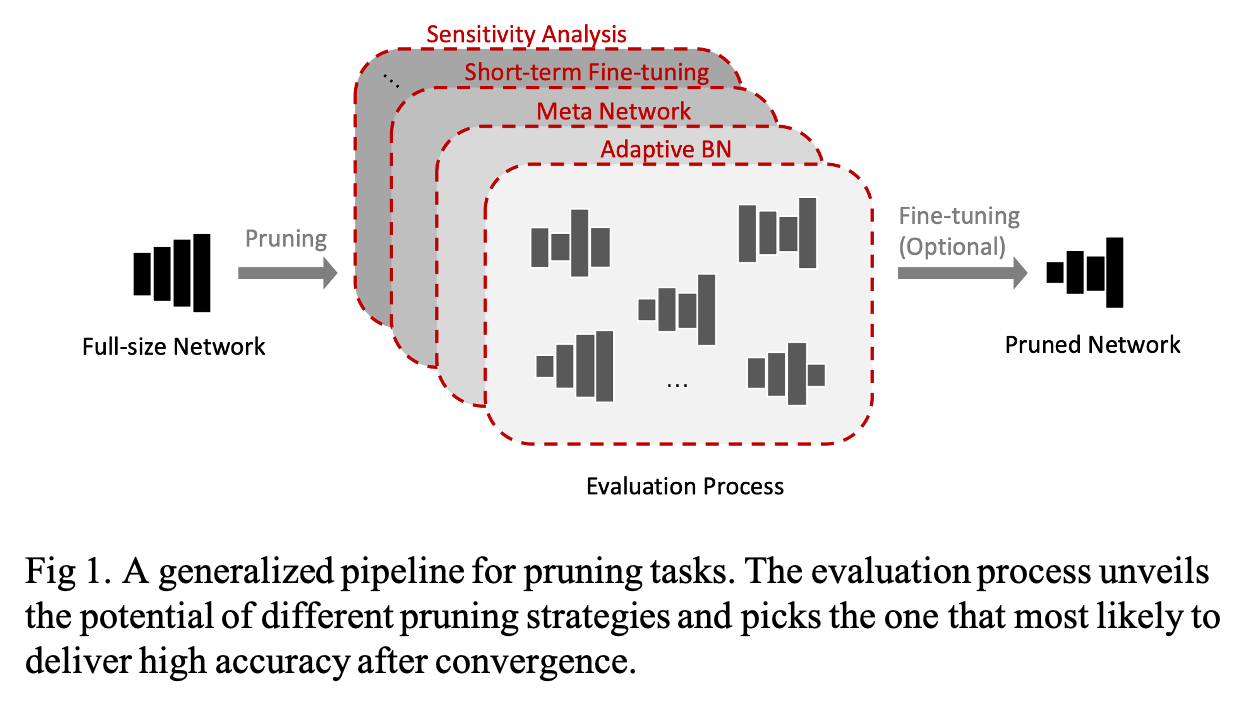 Sensitivity Analysis
Short-term Fine-tuning
Meta Network
Adaptive BN
Pruning
Full-size Network
...
...
Fine-tuning
(Optional)
Pruned Network
Evaluation Process
Fig 1. A generalized pipeline for pruning tasks. The evaluation process unveils
the potential of different pruning strategies and picks the one that most likely to
deliver high accuracy after convergence.